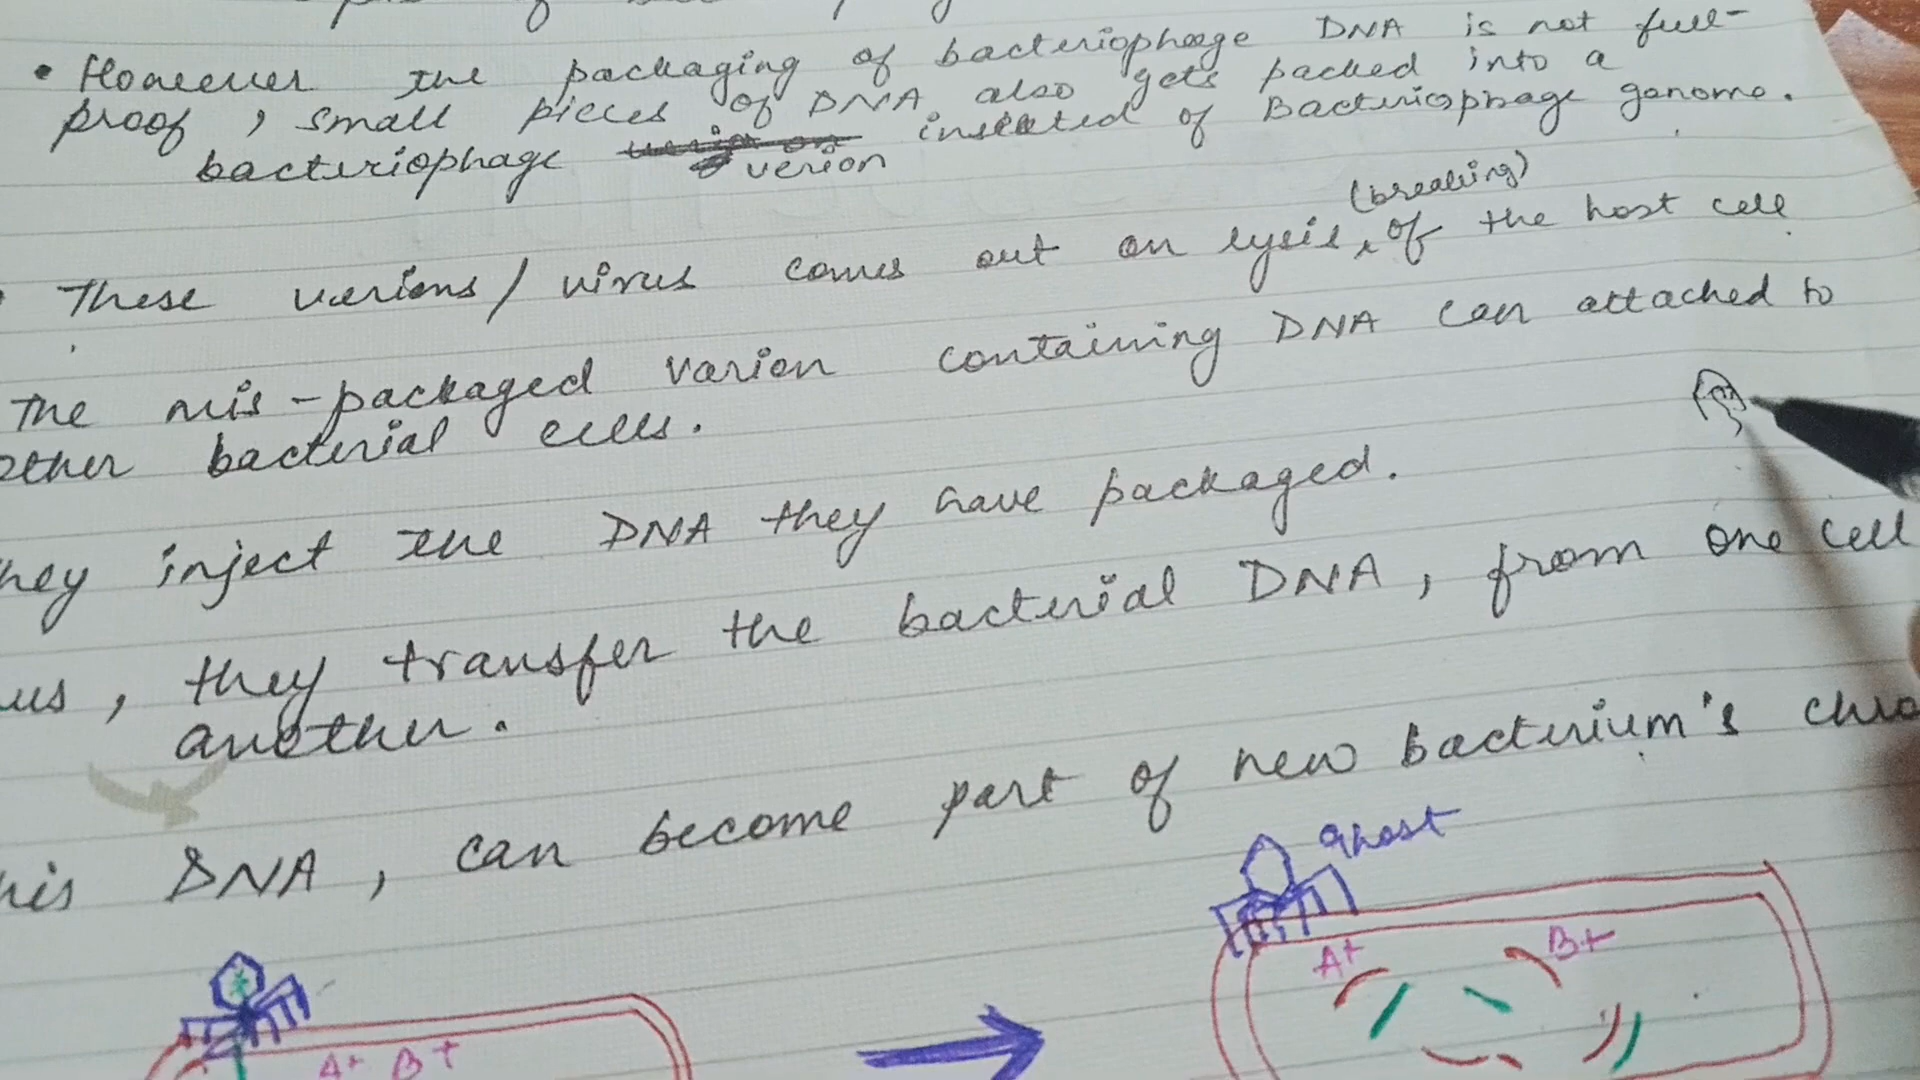 • However the packaging of bacteriophage DNA is not full-
proof, small pieces of DNA also gets packed into a
bacteriophage verion instated of Bacteriophage genome.
(breaking)
These verions/virus comes out on lysis, of the host cell
The mis-packaged varion containing DNA can attached to
other bacterial cells.
hey inject the DNA they have packaged.
us, they transfer the bacterial DNA, from one cell
another.
his DNA, can become part of new bacterium's chro
Ghost
A+ B+
A+ B+